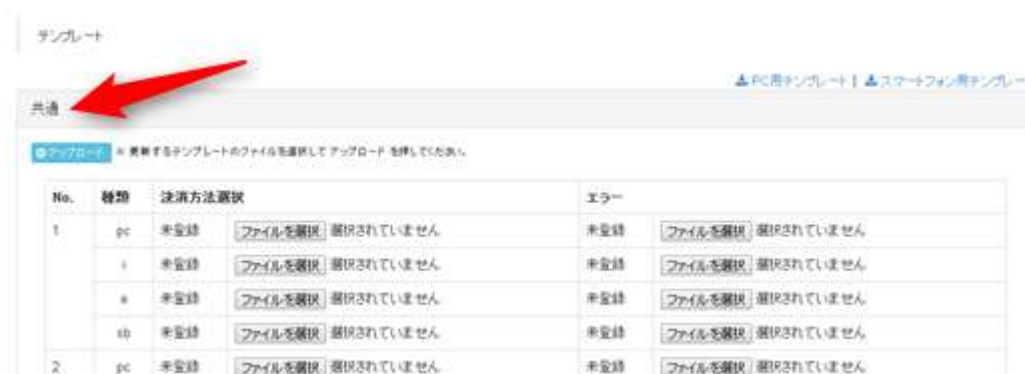 テンプレート
PC用テンプレート | スマートフォン用テンプレー
共通
アップロード ※ 更新するテンプレートのファイルを選択して アップロード を押してください。
No. 種類 決済方法選択 エラー
1 pc 未登録 ファイルを選択 選択されていません 未登録 ファイルを選択 選択されていません
i 未登録 ファイルを選択 選択されていません 未登録 ファイルを選択 選択されていません
e 未登録 ファイルを選択 選択されていません 未登録 ファイルを選択 選択されていません
sb 未登録 ファイルを選択 選択されていません 未登録 ファイルを選択 選択されていません
2 pc 未登録 ファイルを選択 選択されていません 未登録 ファイルを選択 選択されていません